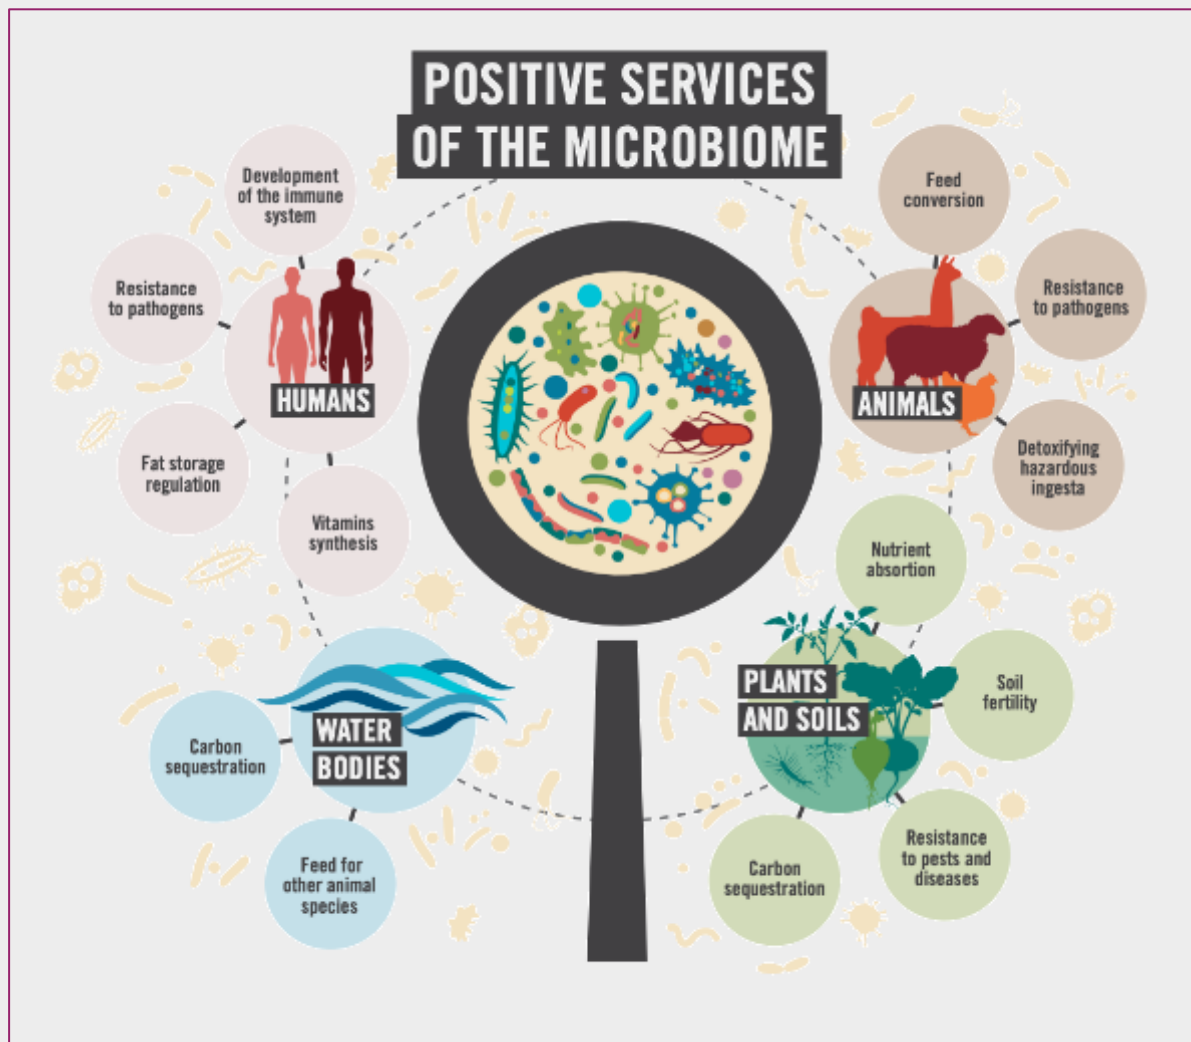 POSITIVE SERVICES
OF THE MICROBIOME
Development
of the immune
system
Resistance
to pathogens
HUMANS
Fat storage
regulation
Vitamins
synthesis
Feed
conversion
Resistance
to pathogens
ANIMALS
Detoxifying
hazardous
ingesta
Nutrient
absortion
PLANTS
AND SOILS
Soil
fertility
Resistance
to pests and
diseases
Carbon
sequestration
WATER
BODIES
Carbon
sequestration
Feed for
other animal
species